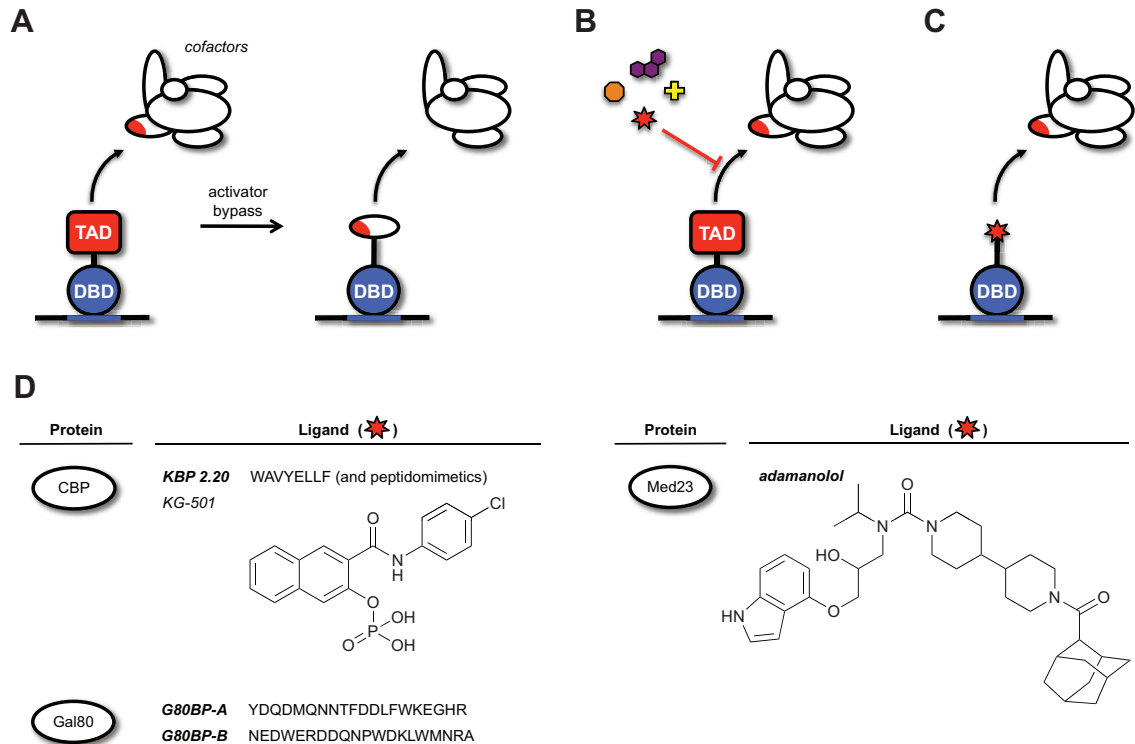 A
B
C
cofactors
activator
bypass
TAD
DBD
TAD
DBD
DBD
D
Protein
Ligand ( )
CBP
KBP 2.20 WAVYELLF (and peptidomimetics)
KG-501
Cl
O
N
H
O
O
P
OH
OH
Gal80
G80BP-A YDQDMQNNTFDDLFWKEGHR
G80BP-B NEDWERDDQNPWDKLWMNRA
Protein
Ligand ( )
Med23
adamanolol
O
N
N
HO
O
HN
N
O